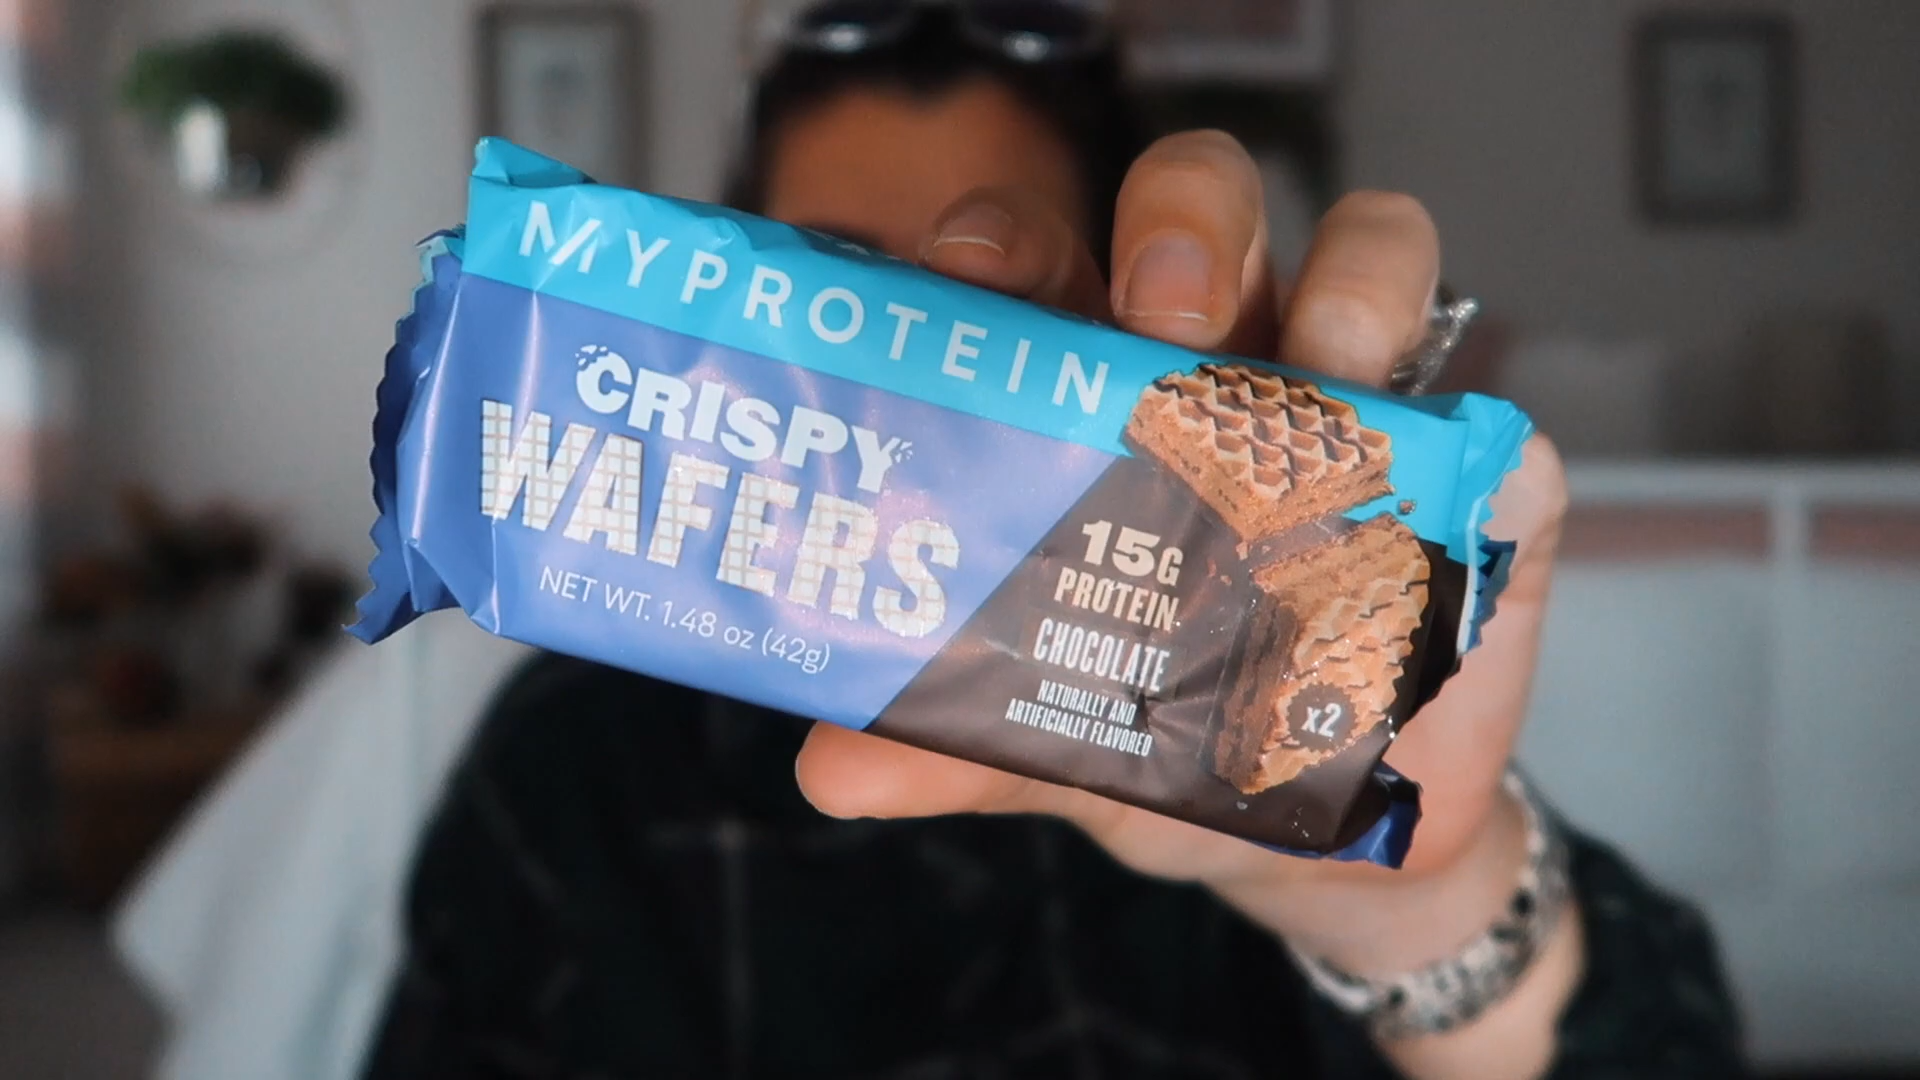 MYPROTEIN
CRISPY
WAFERS
NET WT. 1.48 oz (42g)
15G
PROTEIN
CHOCOLATE
NATURALLY AND
ARTIFICIALLY FLAVORED
x2